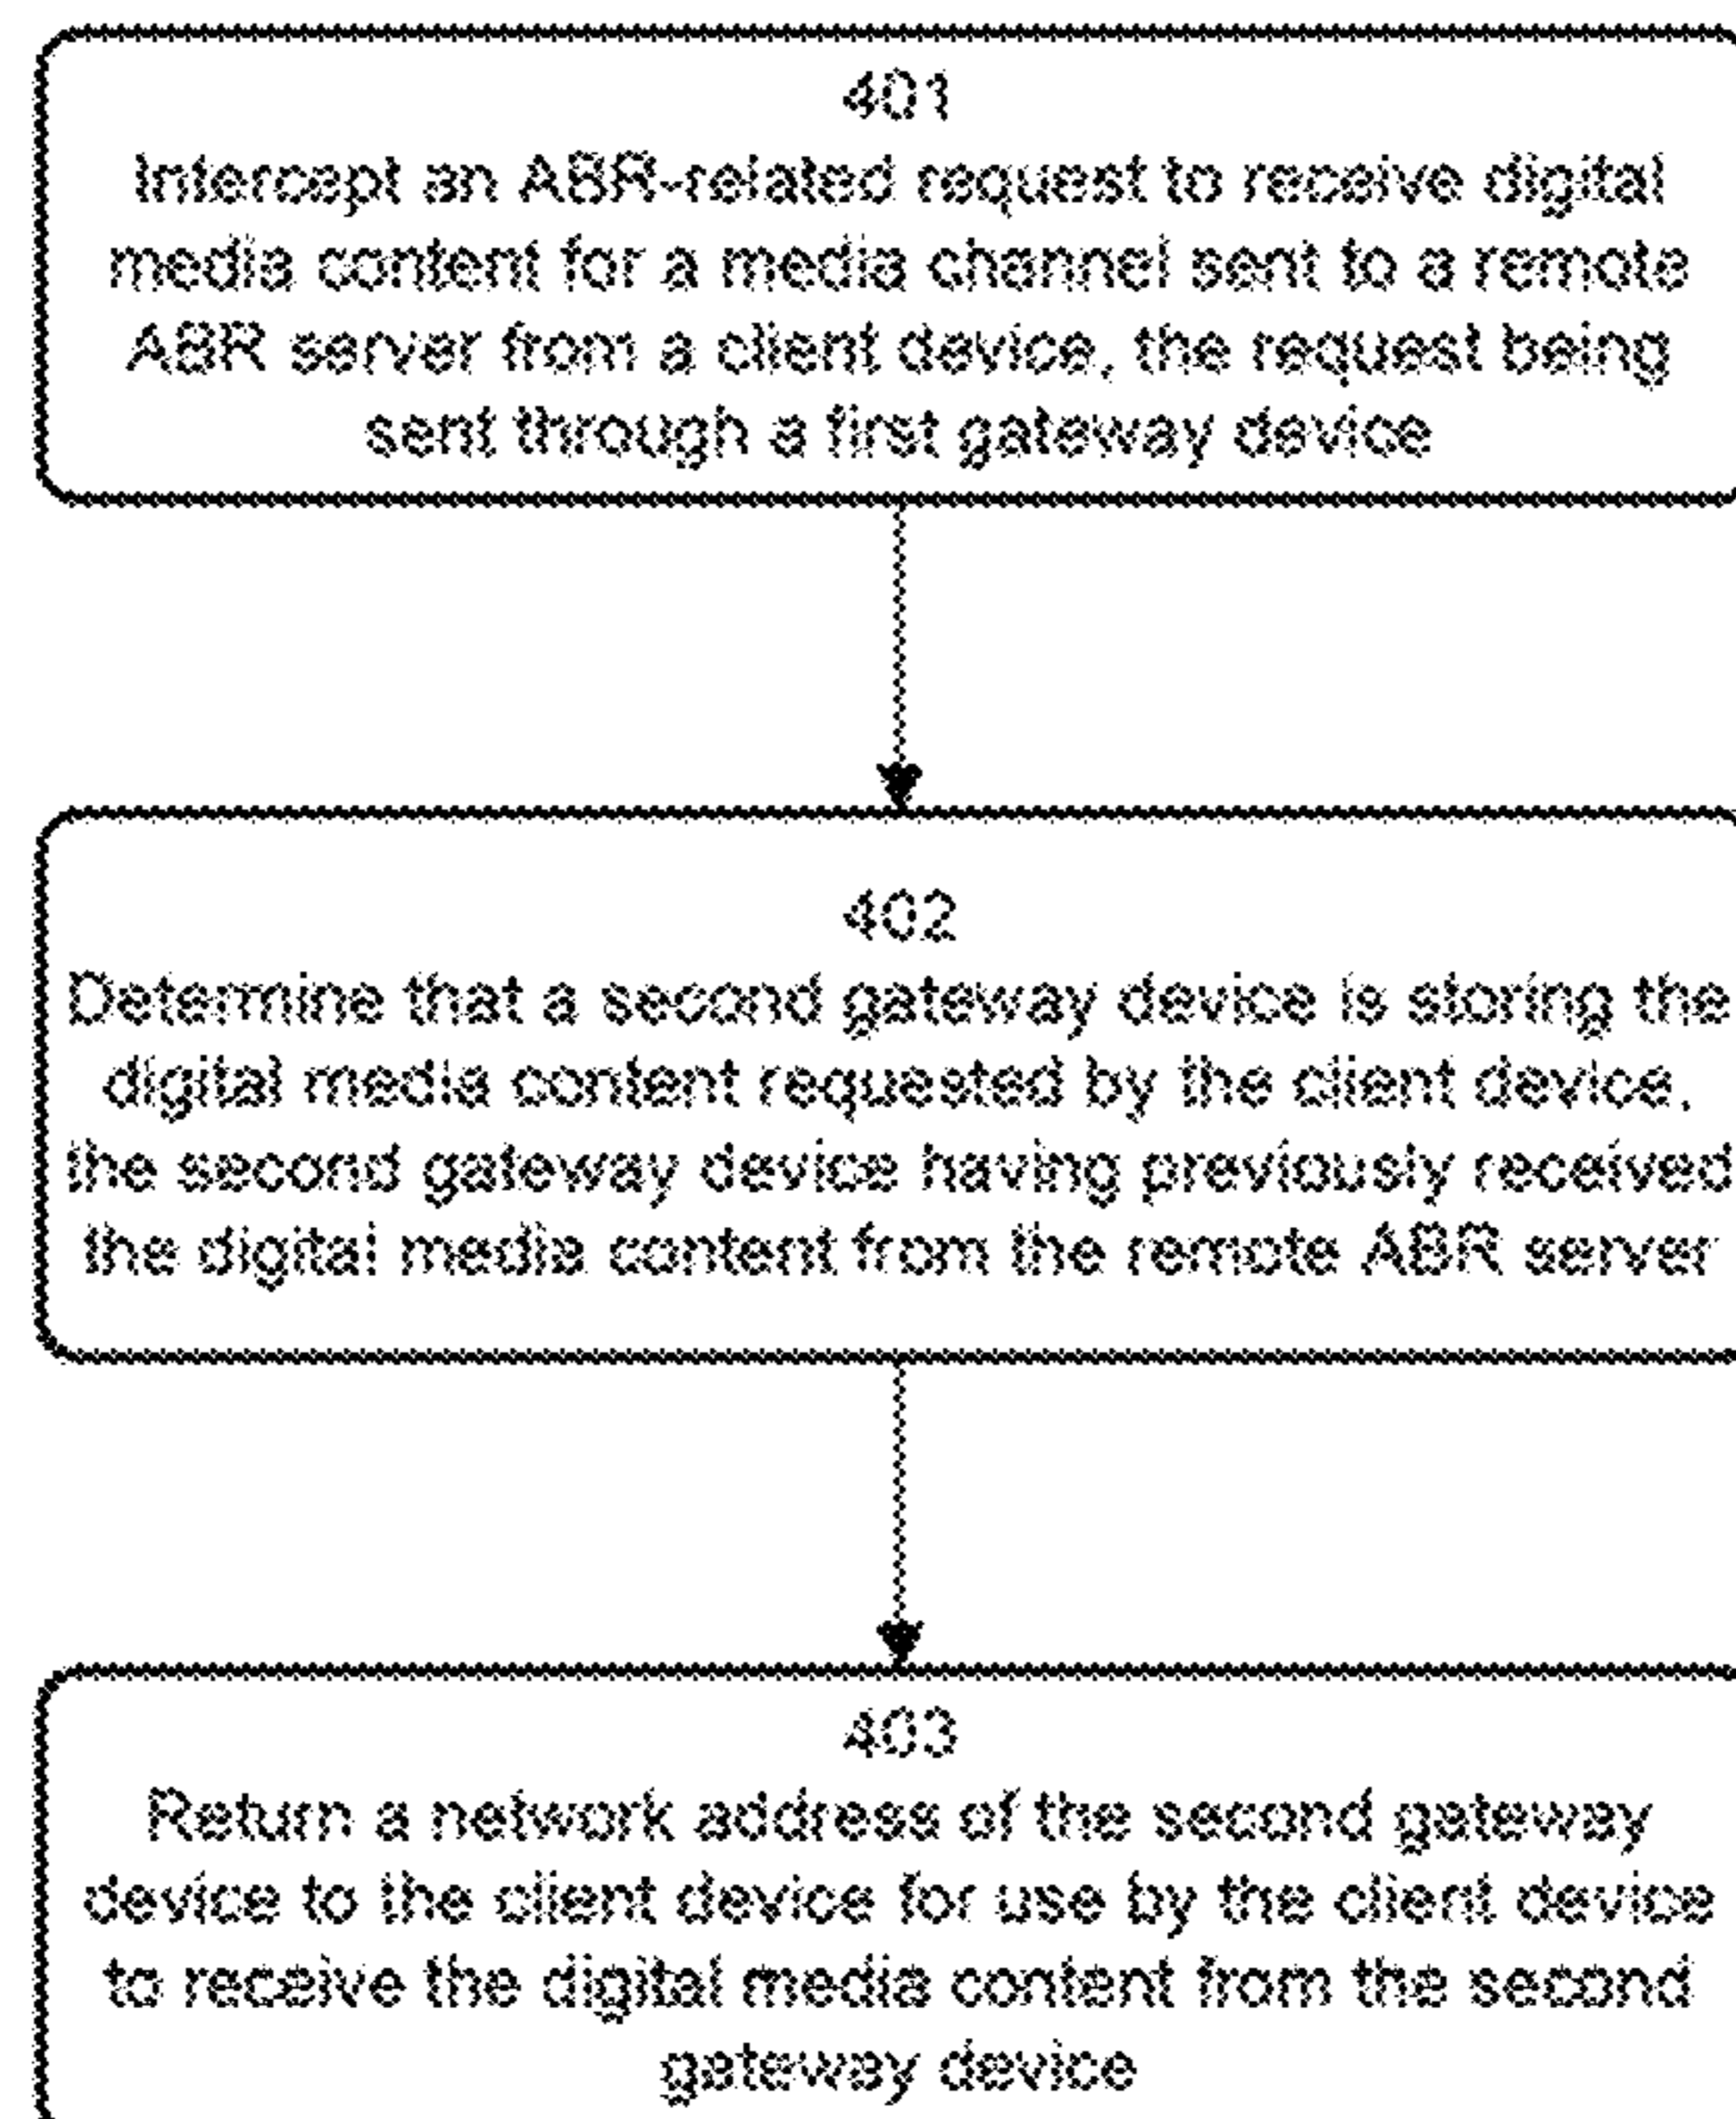 401
Intercept an ABR-related request to receive digital
media content for a media channel sent to a remote
ABR server from a client device, the request being
sent through a first gateway device
402
Determine that a second gateway device is storing the
digital media content requested by the client device,
the second gateway device having previously received
the digital media content from the remote ABR server
403
Return a network address of the second gateway
device to the client device for use by the client device
to receive the digital media content from the second
gateway device